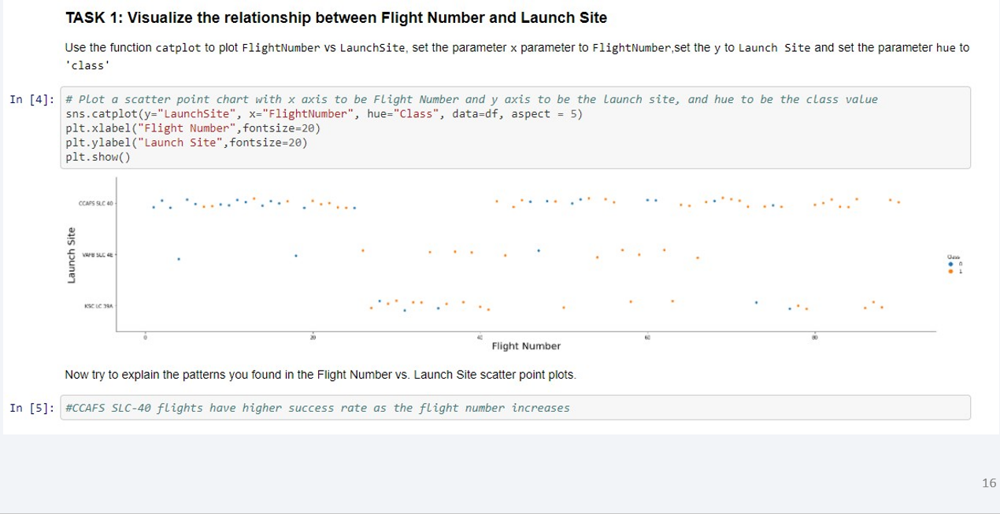 TASK 1: Visualize the relationship between Flight Number and Launch Site
Use the function catplot to plot FlightNumber vs LaunchSite, set the parameter x parameter to FlightNumber,set the y to Launch Site and set the parameter hue to
'class'
In [4]:
# Plot a scatter point chart with x axis to be Flight Number and y axis to be the launch site, and hue to be the class value
sns.catplot(y="LaunchSite", x="FlightNumber", hue="Class", data=df, aspect = 5)
plt.xlabel("Flight Number",fontsize=20)
plt.ylabel("Launch Site",fontsize=20)
plt.show()
CCAFS SLC 40
VAFB SLC 4E
KSC LC 39A
Launch Site
Class
0
1
0 20 40 60 80
Flight Number
Now try to explain the patterns you found in the Flight Number vs. Launch Site scatter point plots.
In [5]:
#CCAFS SLC-40 flights have higher success rate as the flight number increases
16